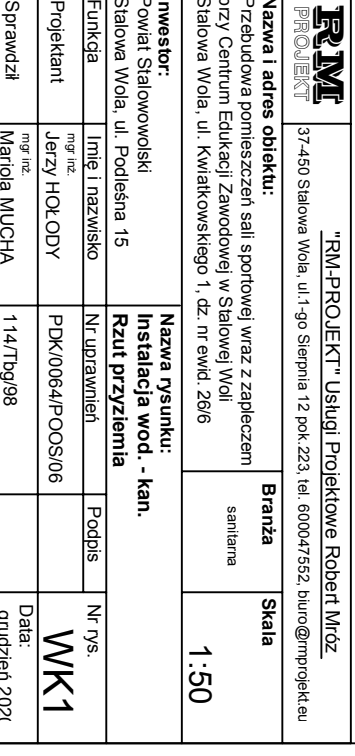 RM
PROJEKT
"RM-PROJEKT" Usługi Projektowe Robert Mróz
37-450 Stalowa Wola, ul.1-go Sierpnia 12 pok.223, tel. 600047552, biuro@rmprojekt.eu
Nazwa i adres obiektu:
Przebudowa pomieszczeń sali sportowej wraz z zapleczem
przy Centrum Edukacji Zawodowej w Stalowej Woli
Stalowa Wola, ul. Kwiatkowskiego 1, dz. nr ewid. 26/6
Branża
sanitarna
Skala
1:50
nwestor:
Powiat Stalowowolski
Stalowa Wola, ul. Podleśna 15
Nazwa rysunku:
Instalacja wod. - kan.
Rzut przyziemia
Funkcja
Imię i nazwisko
Nr uprawnień
Podpis
Nr rys.
WK1
Projektant
mgr inż.
Jerzy HOŁODY
PDK/0064/POOS/06
Sprawdził
mgr inż.
Mariola MUCHA
114/Tbg/98
Data:
grudzień 202